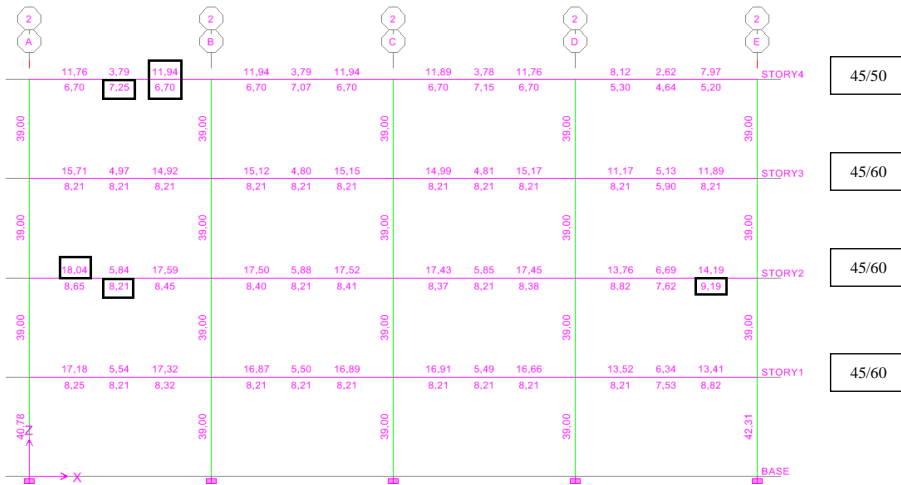 2 2 2 2 2
A B C D E
11,76 3,79 11,94 11,94 3,79 11,94 11,89 3,78 11,76 8,12 2,62 7,97 STORY4 45/50
6,70 7,25 6,70 6,70 7,07 6,70 6,70 7,15 6,70 5,30 4,64 5,20
39,00 39,00 39,00 39,00 39,00
15,71 4,97 14,92 15,12 4,80 15,15 14,99 4,81 15,17 11,17 5,13 11,89 STORY3 45/60
8,21 8,21 8,21 8,21 8,21 8,21 8,21 8,21 8,21 8,21 5,90 8,21
39,00 39,00 39,00 39,00 39,00
18,04 5,84 17,59 17,50 5,88 17,52 17,43 5,85 17,45 13,76 6,69 14,19 STORY2 45/60
8,65 8,21 8,45 8,40 8,21 8,41 8,37 8,21 8,38 8,82 7,62 9,19
39,00 39,00 39,00 39,00 39,00
17,18 5,54 17,32 16,87 5,50 16,89 16,91 5,49 16,66 13,52 6,34 13,41 STORY1 45/60
8,25 8,21 8,32 8,21 8,21 8,21 8,21 8,21 8,21 8,21 7,53 8,82
40,78 39,00 39,00 39,00 42,31
Z
X BASE